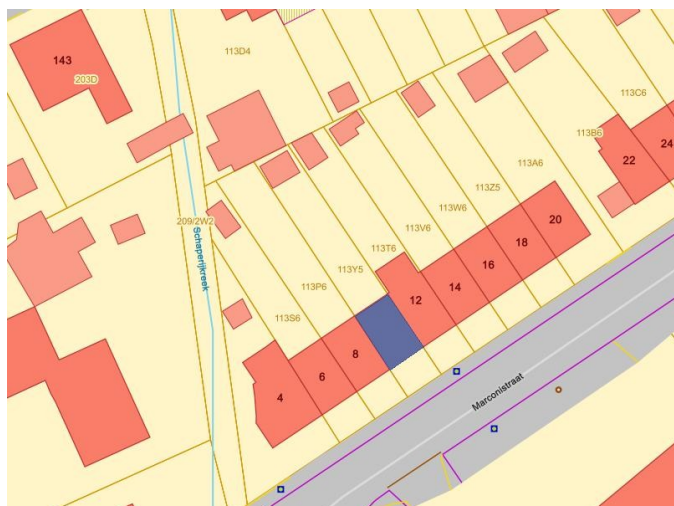 143
203D
113D4
113C6
113B6
24
22
113A6
113Z5
113W6
113V6
113T6
113Y5
113P6
113S6
209/2W2
Schaperijkreek
20
18
16
14
12
8
6
4
Marconistraat